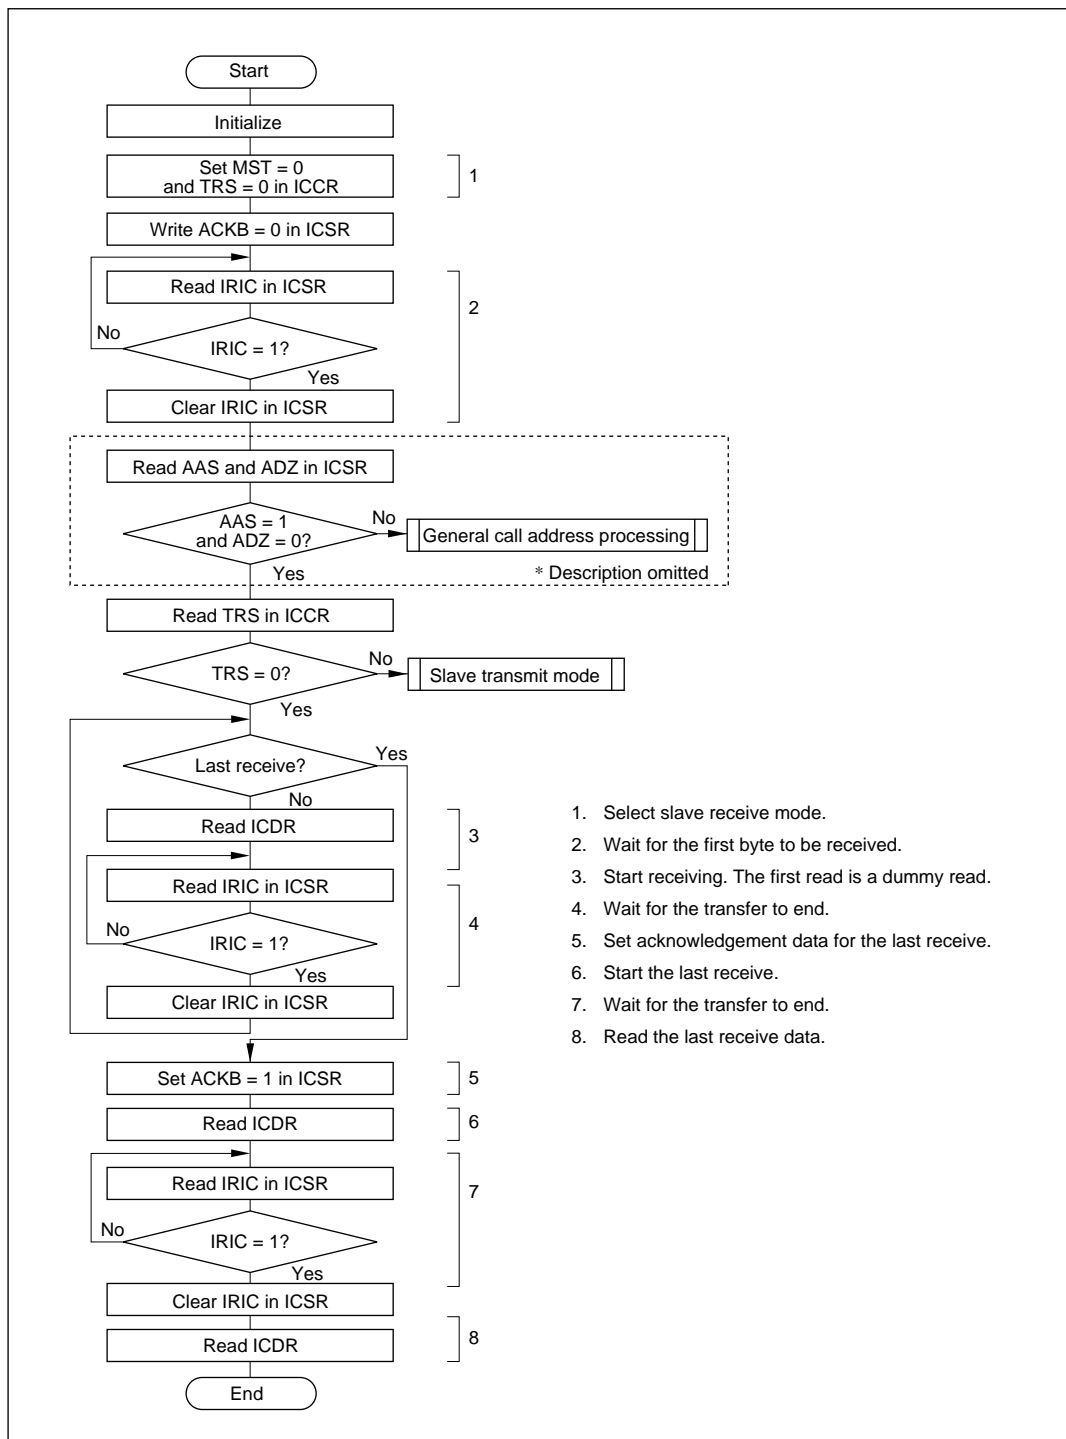 Start
Initialize
Set MST = 0
and TRS = 0 in ICCR
1
Write ACKB = 0 in ICSR
Read IRIC in ICSR
2
No
IRIC = 1?
Yes
Clear IRIC in ICSR
Read AAS and ADZ in ICSR
AAS = 1
and ADZ = 0?
No
General call address processing
Yes
* Description omitted
Read TRS in ICCR
TRS = 0?
No
Slave transmit mode
Yes
Last receive?
Yes
No
Read ICDR
3
Read IRIC in ICSR
4
No
IRIC = 1?
Yes
Clear IRIC in ICSR
Set ACKB = 1 in ICSR
5
Read ICDR
6
Read IRIC in ICSR
7
No
IRIC = 1?
Yes
Clear IRIC in ICSR
Read ICDR
8
End
1. Select slave receive mode.
2. Wait for the first byte to be received.
3. Start receiving. The first read is a dummy read.
4. Wait for the transfer to end.
5. Set acknowledgement data for the last receive.
6. Start the last receive.
7. Wait for the transfer to end.
8. Read the last receive data.